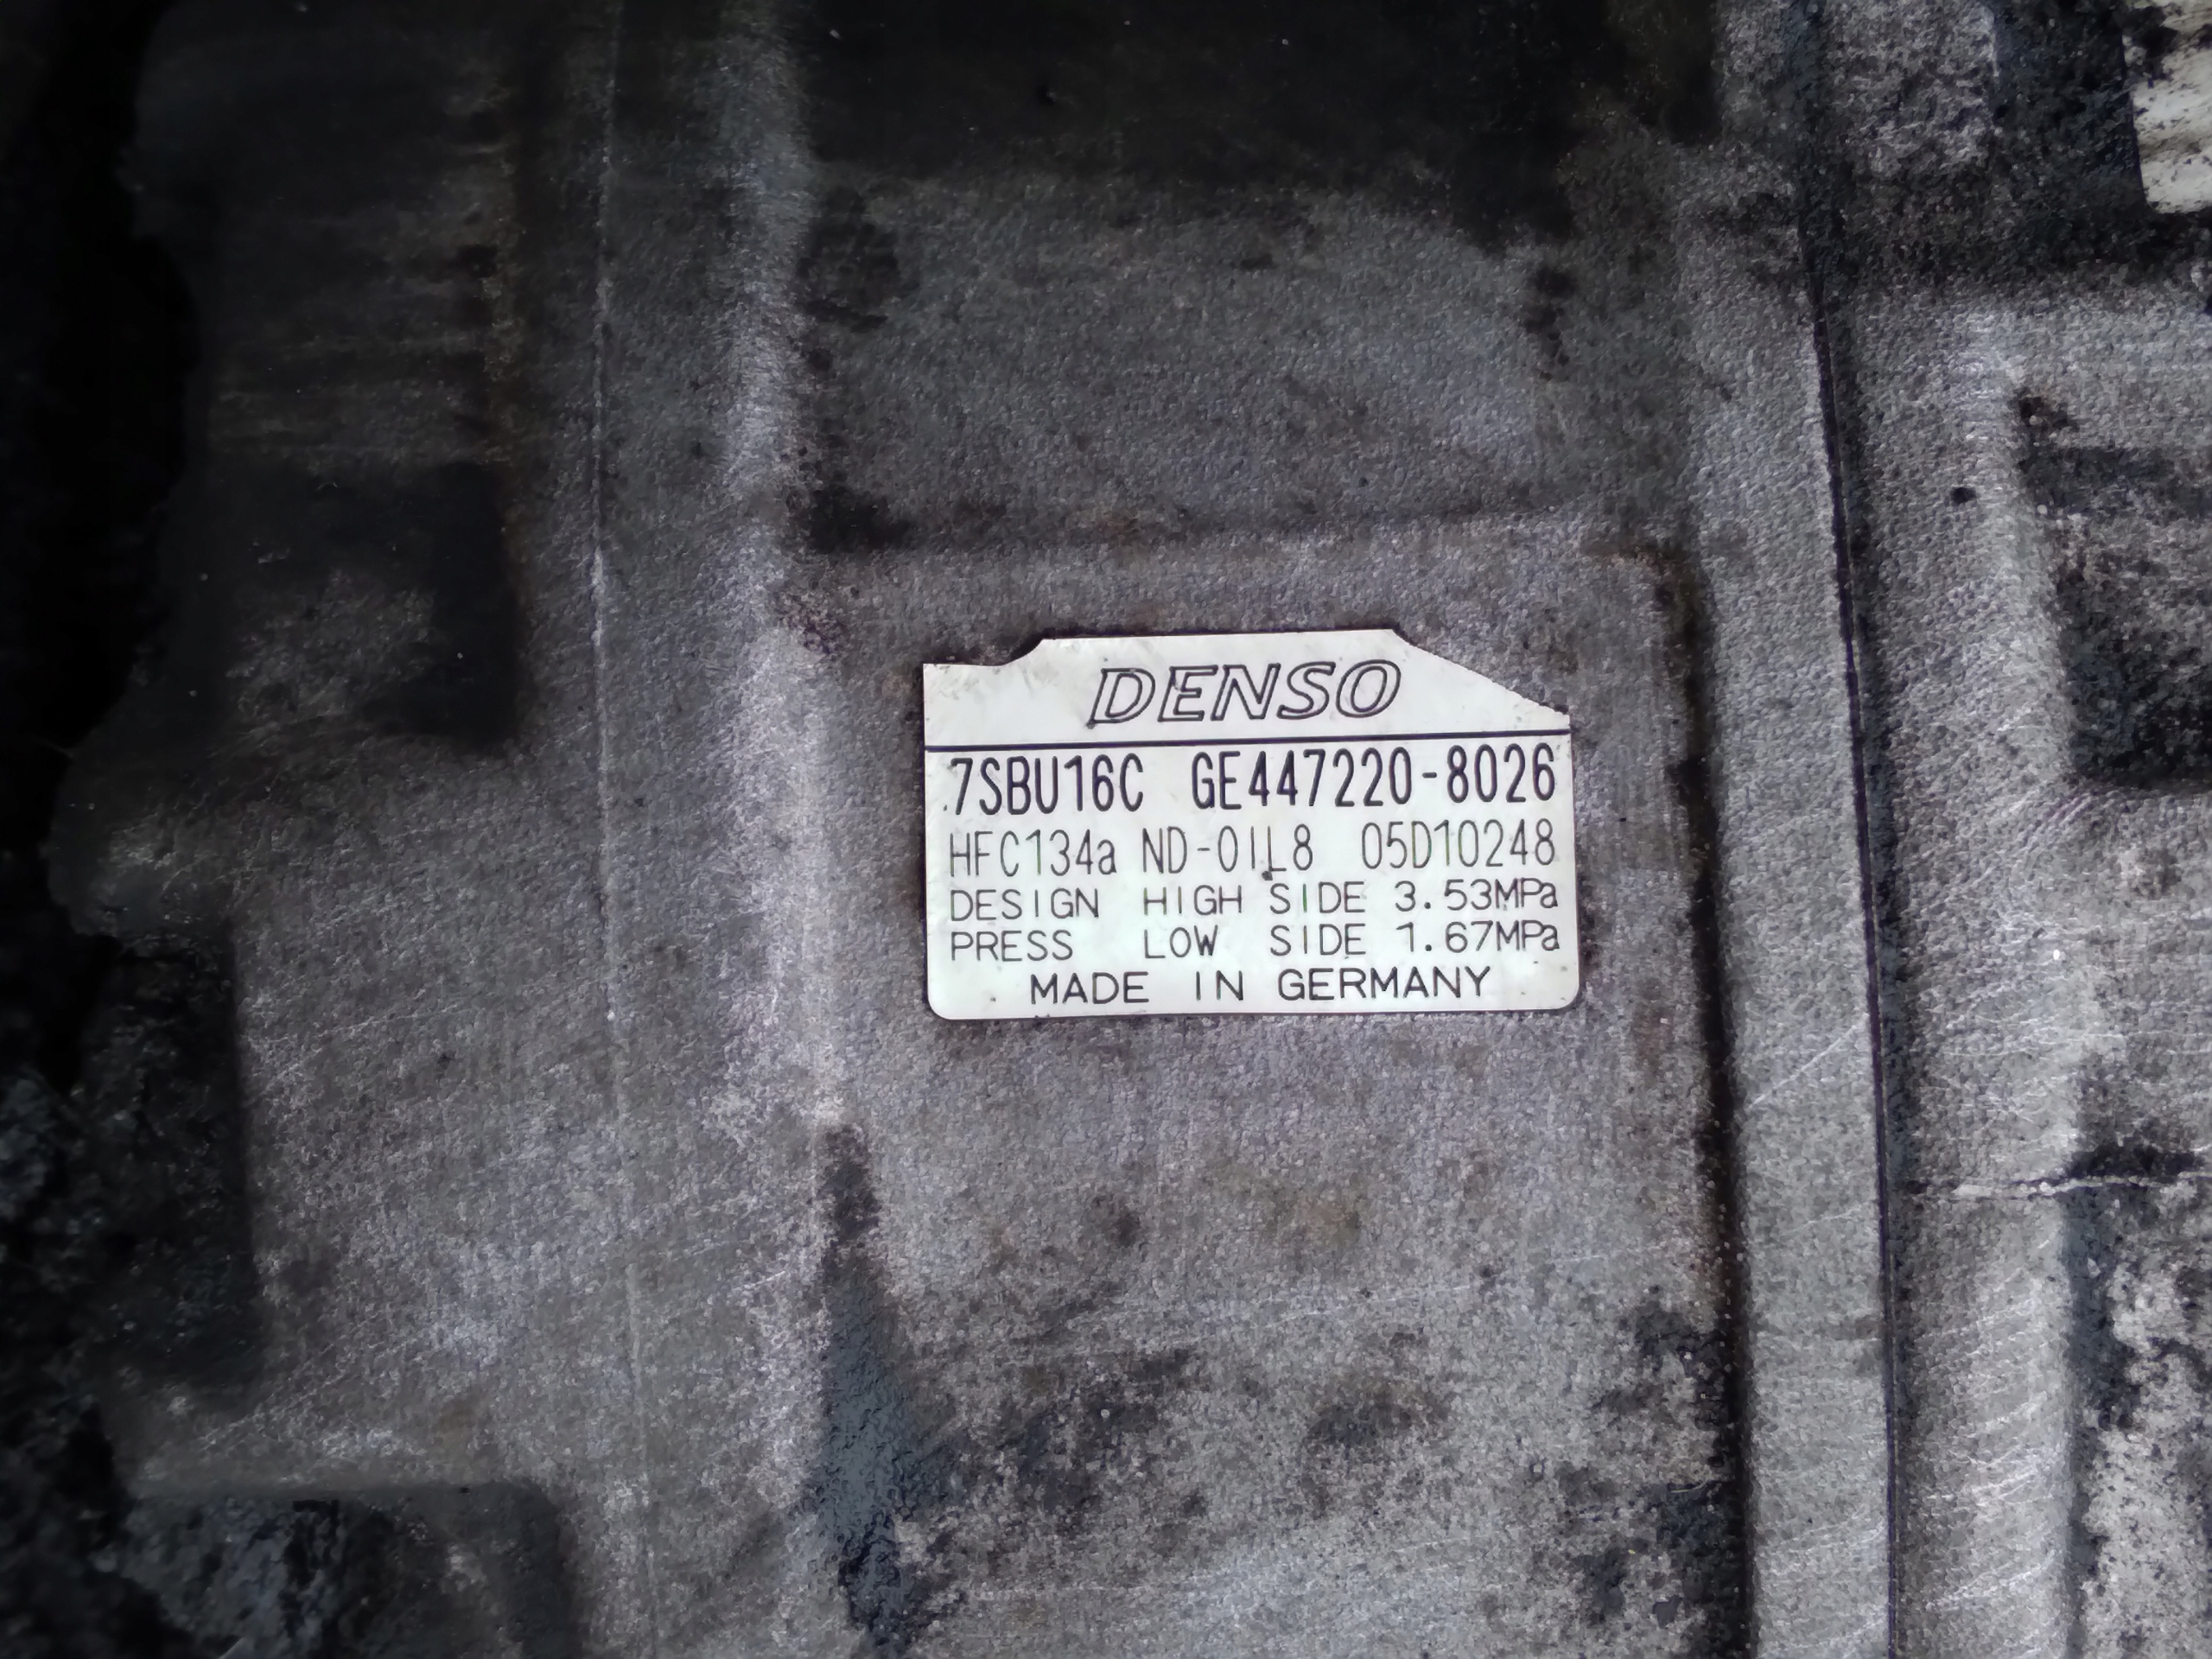 DENSO
7SBU16C GE447220-8026
HFC134a ND-OIL8 05D10248
DESIGN HIGH SIDE 3.53MPa
PRESS LOW SIDE 1.67MPa
MADE IN GERMANY